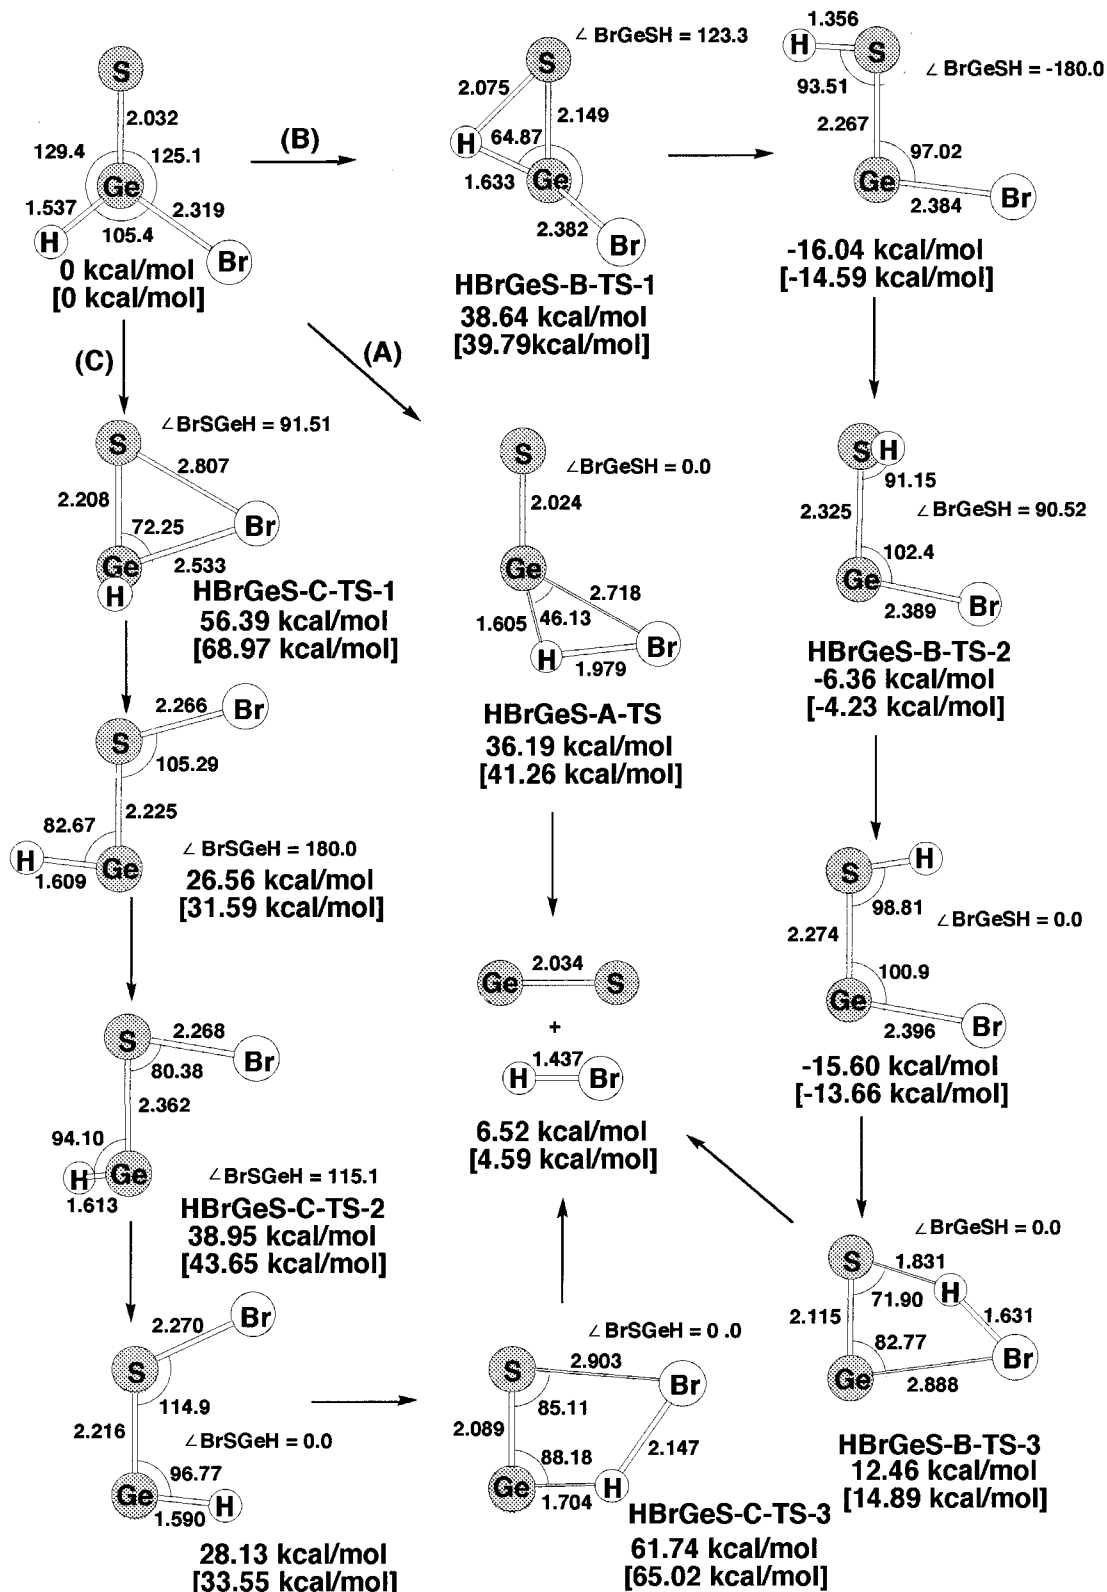 S
2.032
129.4
125.1
Ge
1.537
2.319
H
105.4
Br
0 kcal/mol
[0 kcal/mol]
(B)
∠ BrGeSH = 123.3
S
2.075
2.149
H
64.87
1.633
Ge
2.382
Br
HBrGeS-B-TS-1
38.64 kcal/mol
[39.79kcal/mol]
1.356
H
S
∠ BrGeSH = -180.0
93.51
2.267
97.02
Ge
2.384
Br
-16.04 kcal/mol
[-14.59 kcal/mol]
(C)
(A)
∠ BrSGeH = 91.51
S
2.807
2.208
72.25
Br
Ge
2.533
H
HBrGeS-C-TS-1
56.39 kcal/mol
[68.97 kcal/mol]
S
∠ BrGeSH = 0.0
2.024
Ge
2.718
1.605
46.13
H
Br
1.979
HBrGeS-A-TS
36.19 kcal/mol
[41.26 kcal/mol]
S
H
91.15
2.325
∠ BrGeSH = 90.52
102.4
Ge
2.389
Br
HBrGeS-B-TS-2
-6.36 kcal/mol
[-4.23 kcal/mol]
2.266
Br
S
105.29
2.225
82.67
H
Ge
1.609
∠ BrSGeH = 180.0
26.56 kcal/mol
[31.59 kcal/mol]
2.034
Ge
S
+
1.437
H
Br
6.52 kcal/mol
[4.59 kcal/mol]
S
H
98.81
∠ BrGeSH = 0.0
2.274
100.9
Ge
2.396
Br
-15.60 kcal/mol
[-13.66 kcal/mol]
S
2.268
Br
80.38
2.362
94.10
H
Ge
1.613
∠ BrSGeH = 115.1
HBrGeS-C-TS-2
38.95 kcal/mol
[43.65 kcal/mol]
∠ BrGeSH = 0.0
S
1.831
H
71.90
2.115
1.631
82.77
Br
Ge
2.888
HBrGeS-B-TS-3
12.46 kcal/mol
[14.89 kcal/mol]
2.270
Br
S
114.9
2.216
∠ BrSGeH = 0.0
96.77
Ge
H
1.590
28.13 kcal/mol
[33.55 kcal/mol]
∠ BrSGeH = 0 .0
S
2.903
Br
85.11
2.089
88.18
2.147
Ge
H
1.704
HBrGeS-C-TS-3
61.74 kcal/mol
[65.02 kcal/mol]